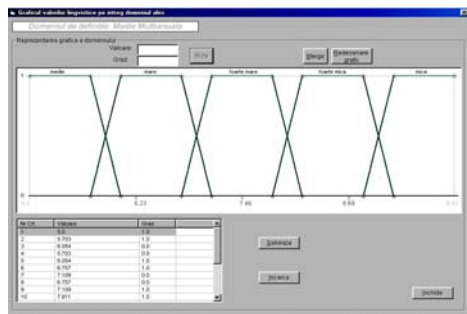 Graficul valorilor lingvistice pe intreg domeniul ales
Domeniul de definitie Medie Multianuala
Reprezentarea grafica a domeniului
Valoare
Grad
Sterge
Redesenare grafic
medie mare foarte mare foarte mica mica
1
0
6.23 7.46 8.69
Nr.Crt. Valoare Grad
1 5.0 1.0
2 5.703 1.0
3 6.054 0.0
4 5.703 0.0
5 6.054 1.0
6 6.757 1.0
7 7.109 0.0
8 6.757 0.0
9 7.109 1.0
10 7.811 1.0
Salveaza
Incarca
Inchide